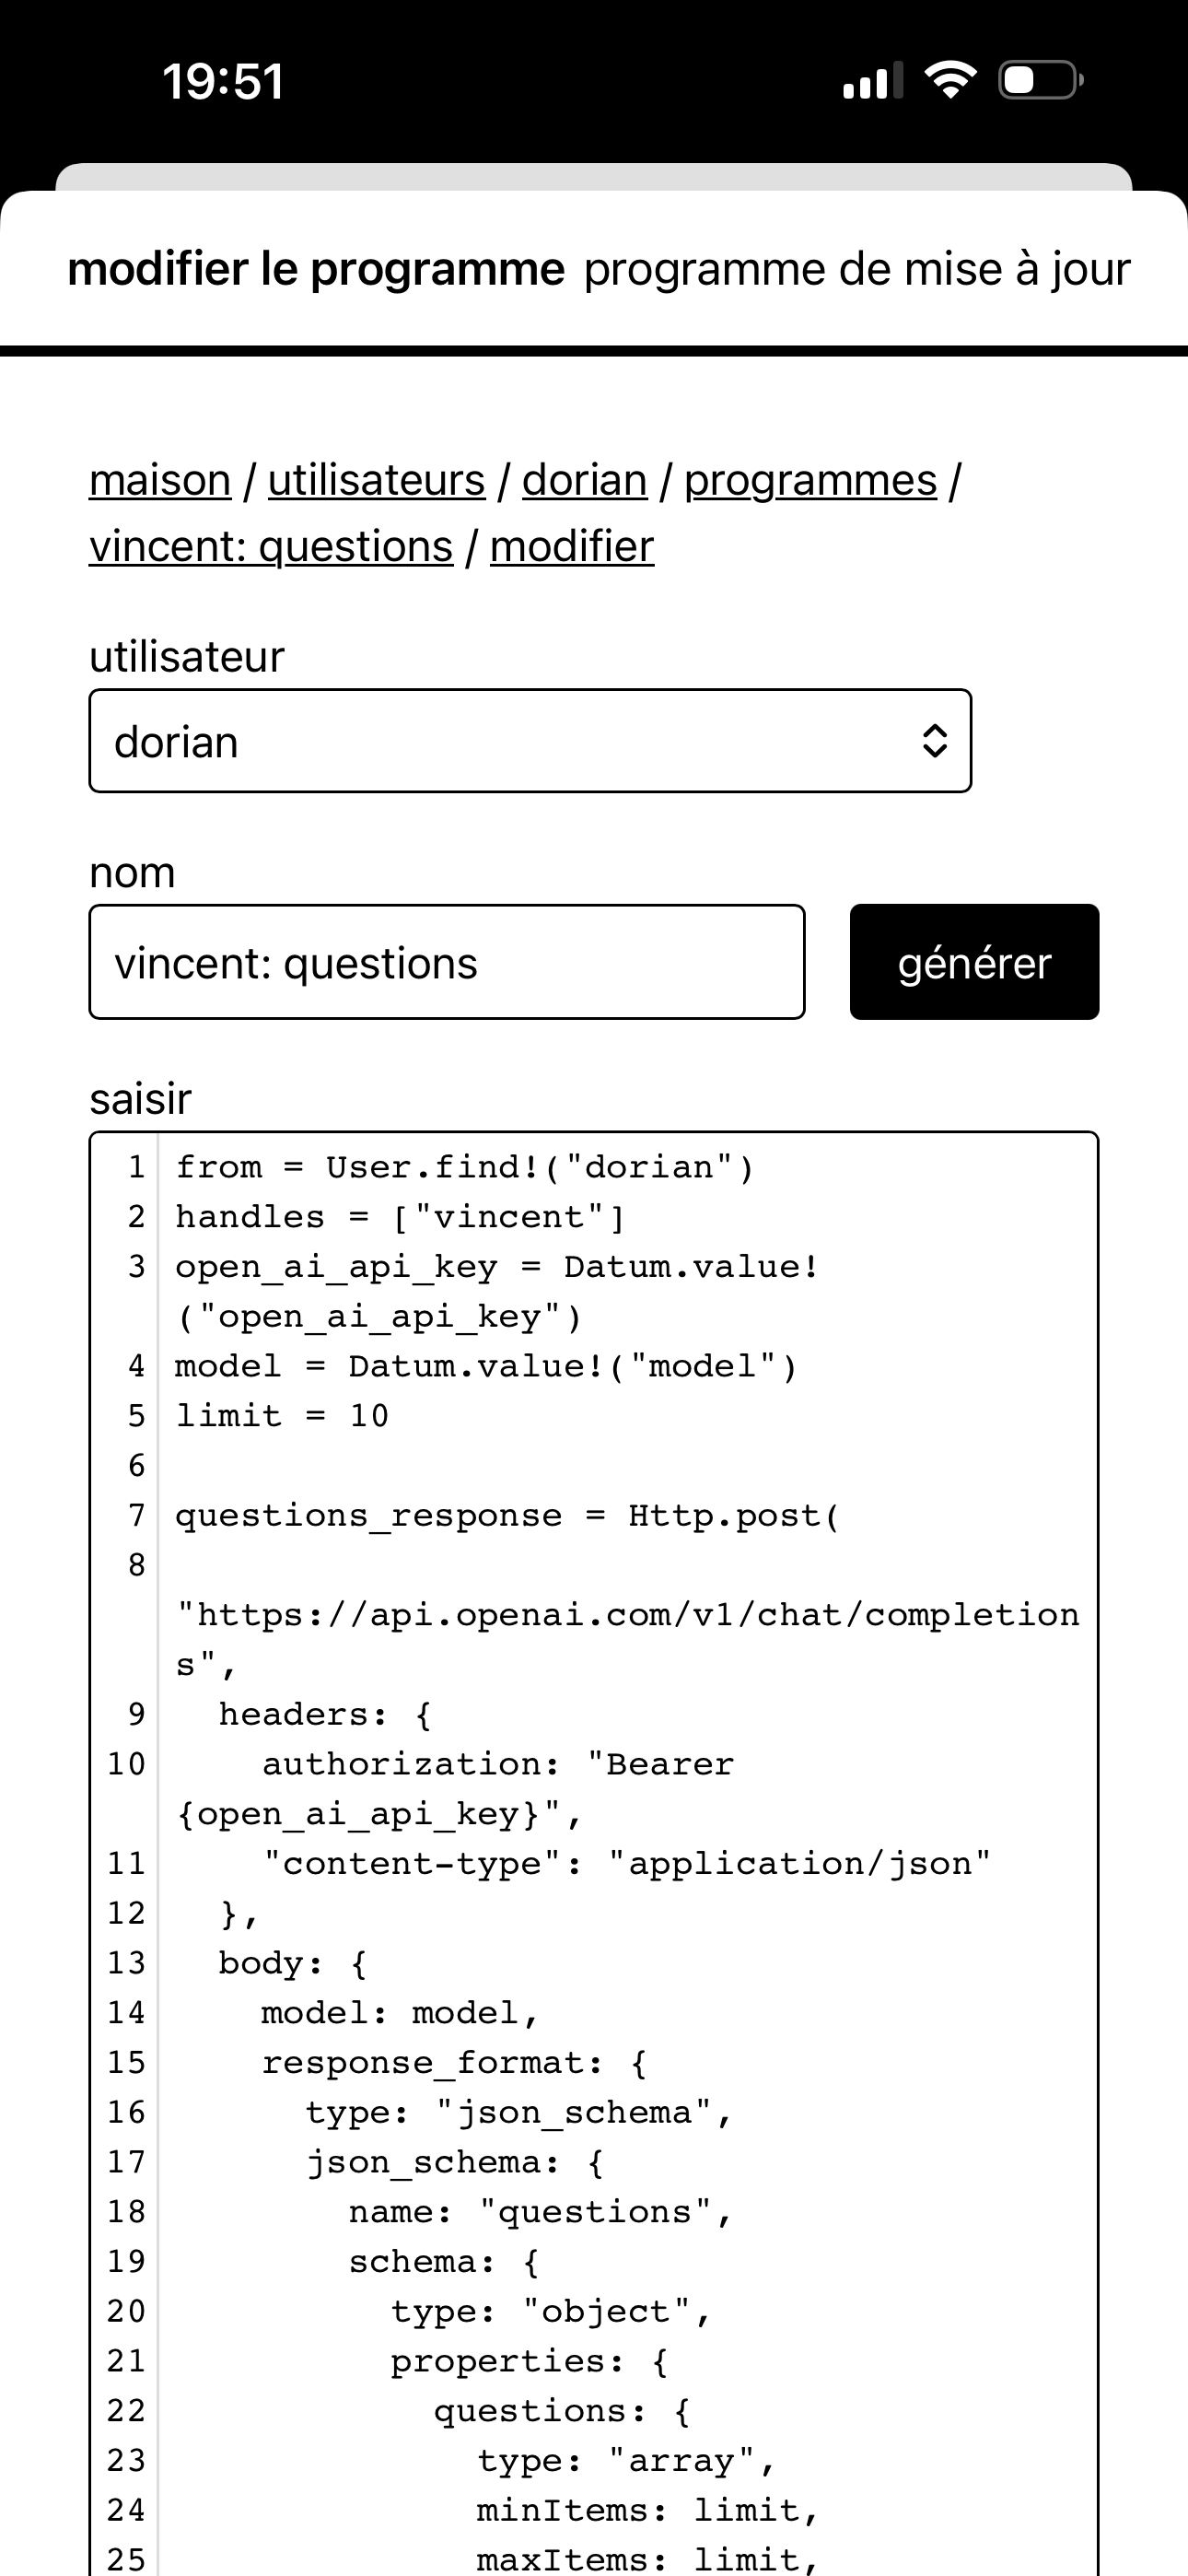 19:51
modifier le programme programme de mise à jour
maison / utilisateurs / dorian / programmes /
vincent: questions / modifier
utilisateur
dorian
nom
vincent: questions
générer
saisir
1 from = User.find!("dorian")
2 handles = ["vincent"]
3 open_ai_api_key = Datum.value!
("open_ai_api_key")
4 model = Datum.value!("model")
5 limit = 10
6
7 questions_response = Http.post(
8
"https://api.openai.com/v1/chat/completion
s",
9   headers: {
10     authorization: "Bearer
{open_ai_api_key}",
11     "content-type": "application/json"
12   },
13   body: {
14     model: model,
15     response_format: {
16       type: "json_schema",
17       json_schema: {
18         name: "questions",
19         schema: {
20           type: "object",
21           properties: {
22             questions: {
23               type: "array",
24               minItems: limit,
25               maxItems: limit,